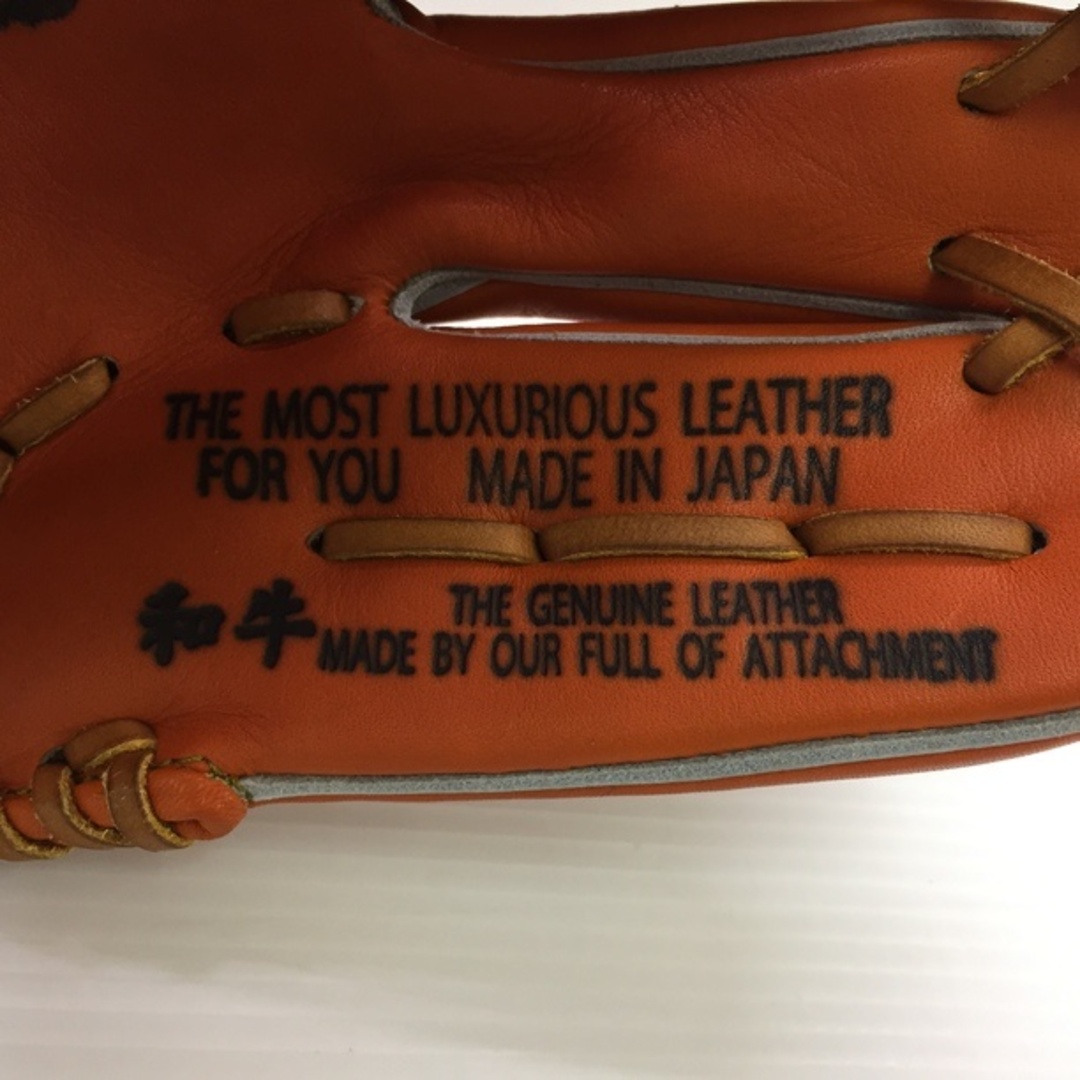 THE MOST LUXURIOUS LEATHER
FOR YOU MADE IN JAPAN
和牛
THE GENUINE LEATHER
MADE BY OUR FULL OF ATTACHMENT